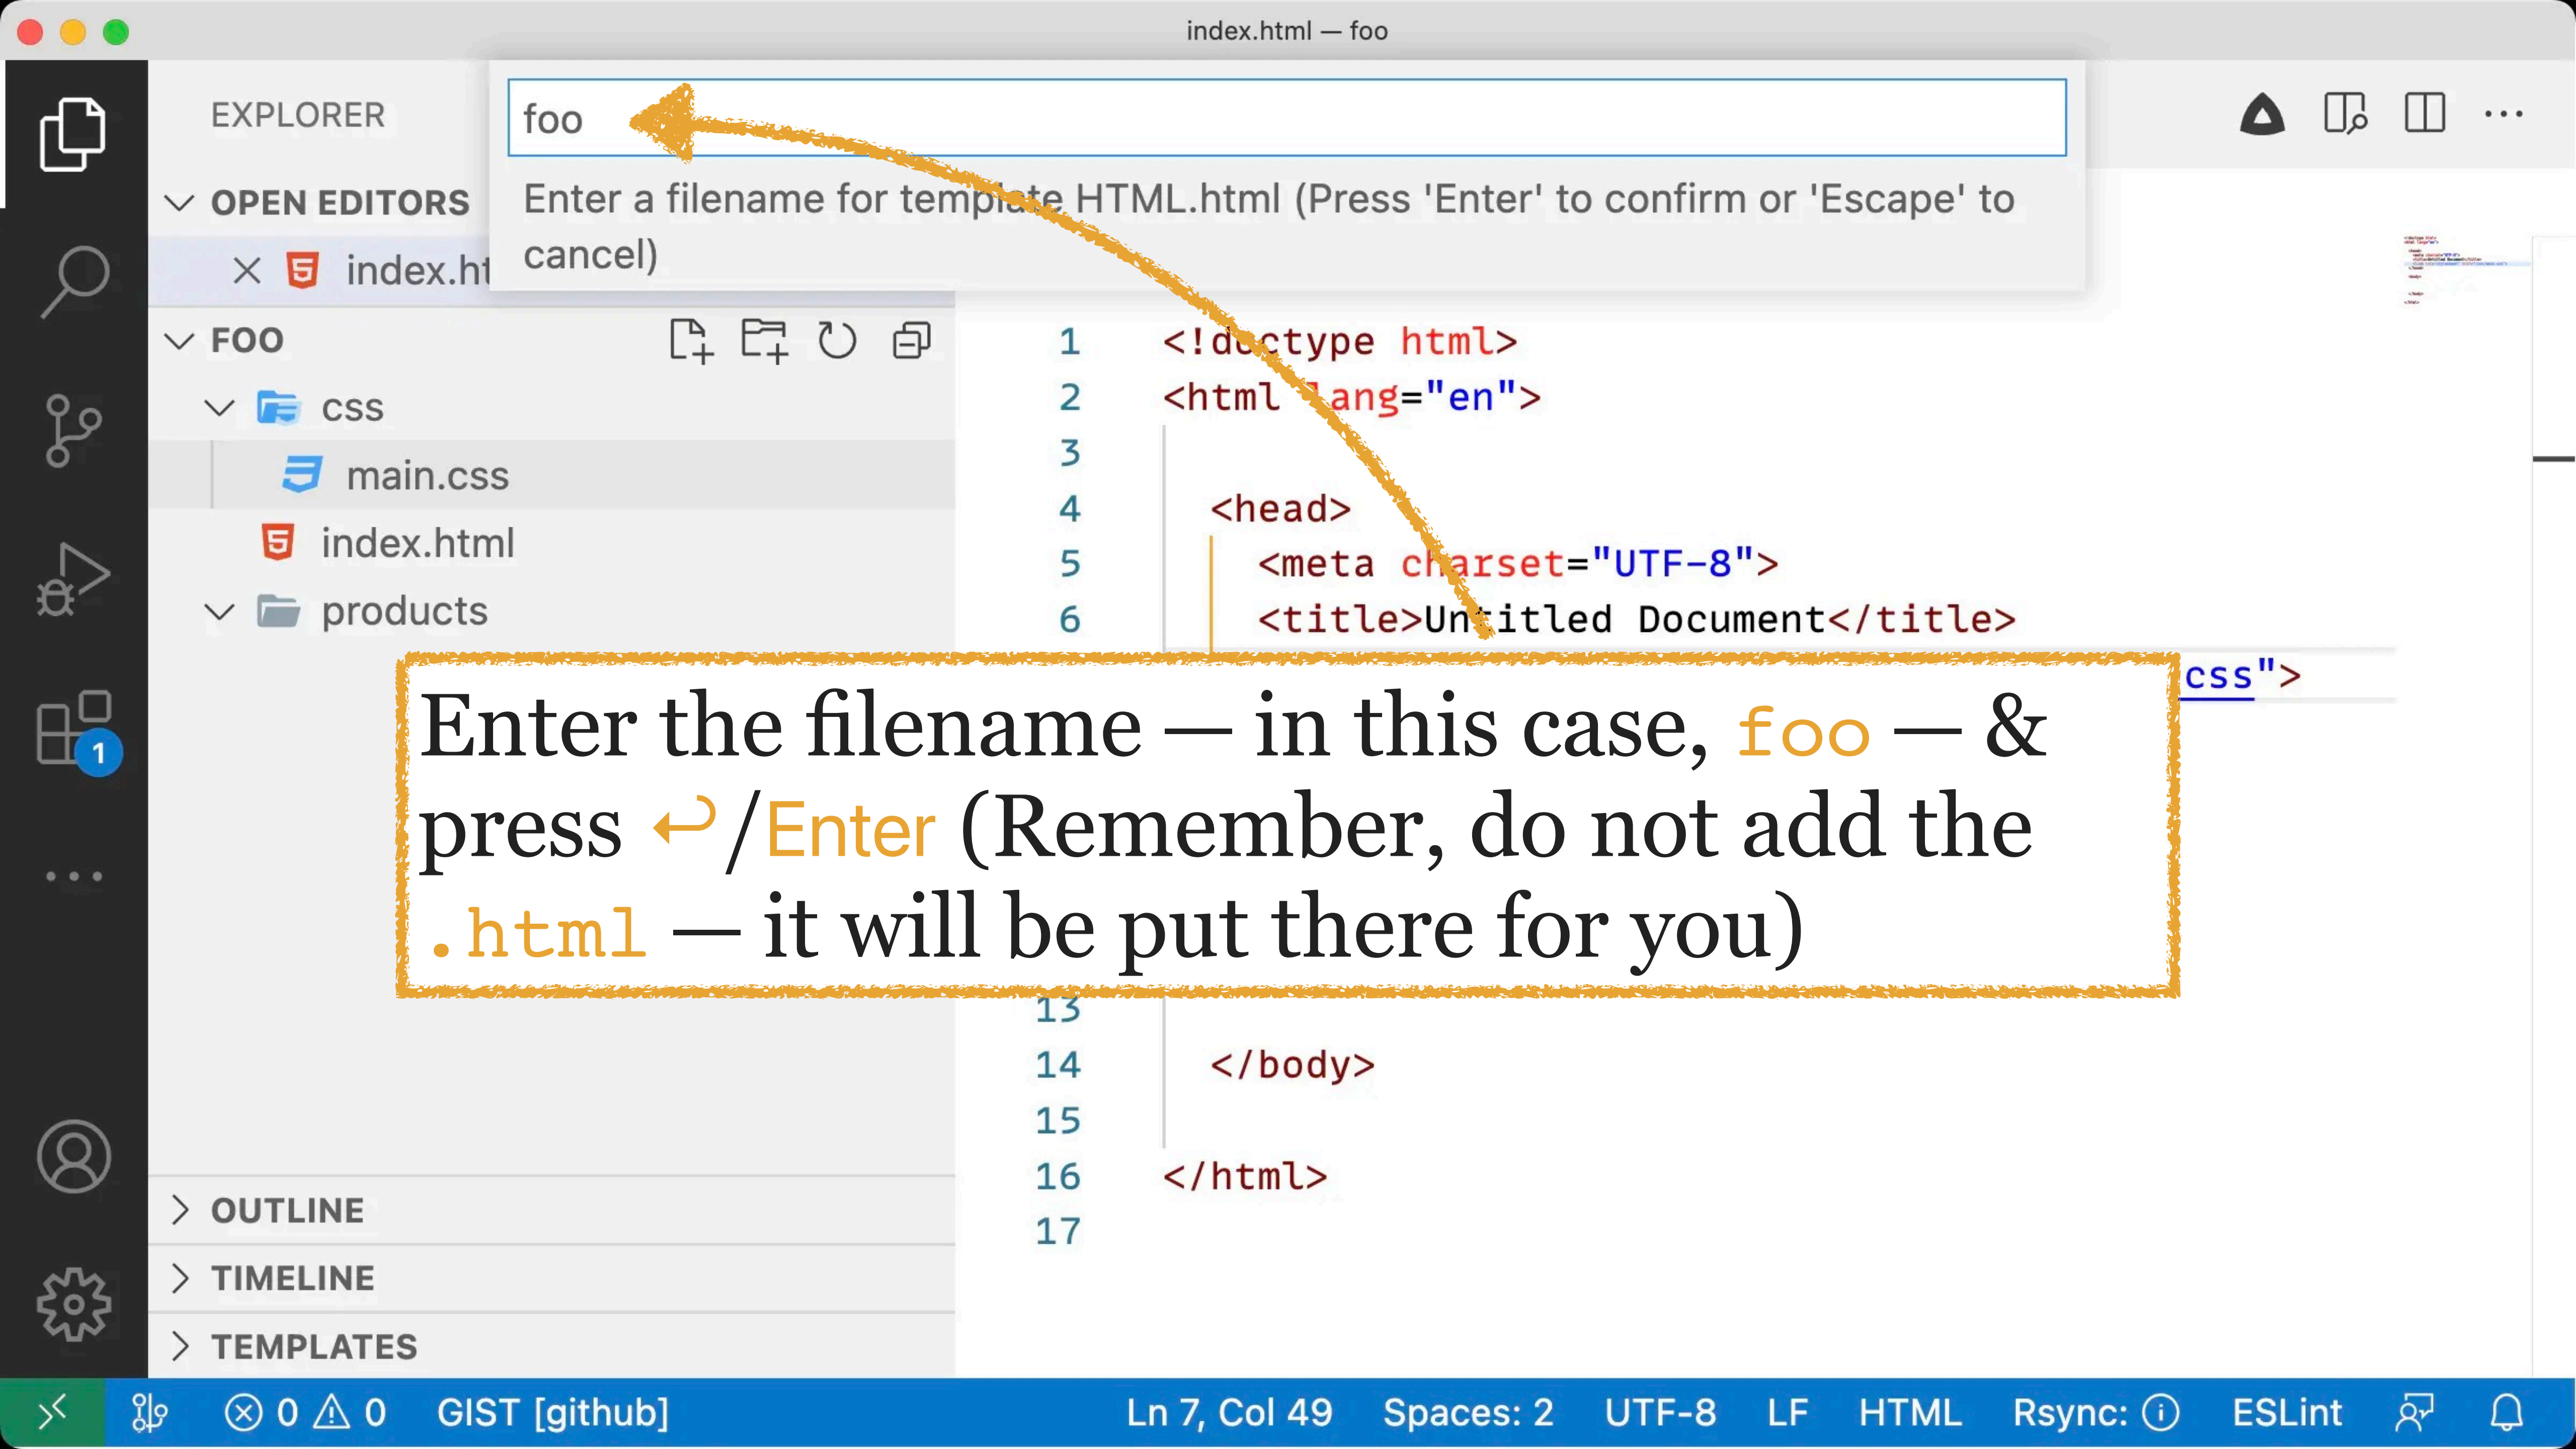 index.html — foo
EXPLORER
foo
Enter a filename for template HTML.html (Press 'Enter' to confirm or 'Escape' to
cancel)
OPEN EDITORS
index.ht
FOO
css
main.css
index.html
products
1 <!doctype html>
2 <html lang="en">
3
4 <head>
5 <meta charset="UTF-8">
6 <title>Untitled Document</title>
css">
Enter the filename — in this case, foo — &
press ↩/Enter (Remember, do not add the
.html — it will be put there for you)
1
13
14 </body>
15
16 </html>
17
OUTLINE
TIMELINE
TEMPLATES
0 0 GIST [github] Ln 7, Col 49 Spaces: 2 UTF-8 LF HTML Rsync: ESLint